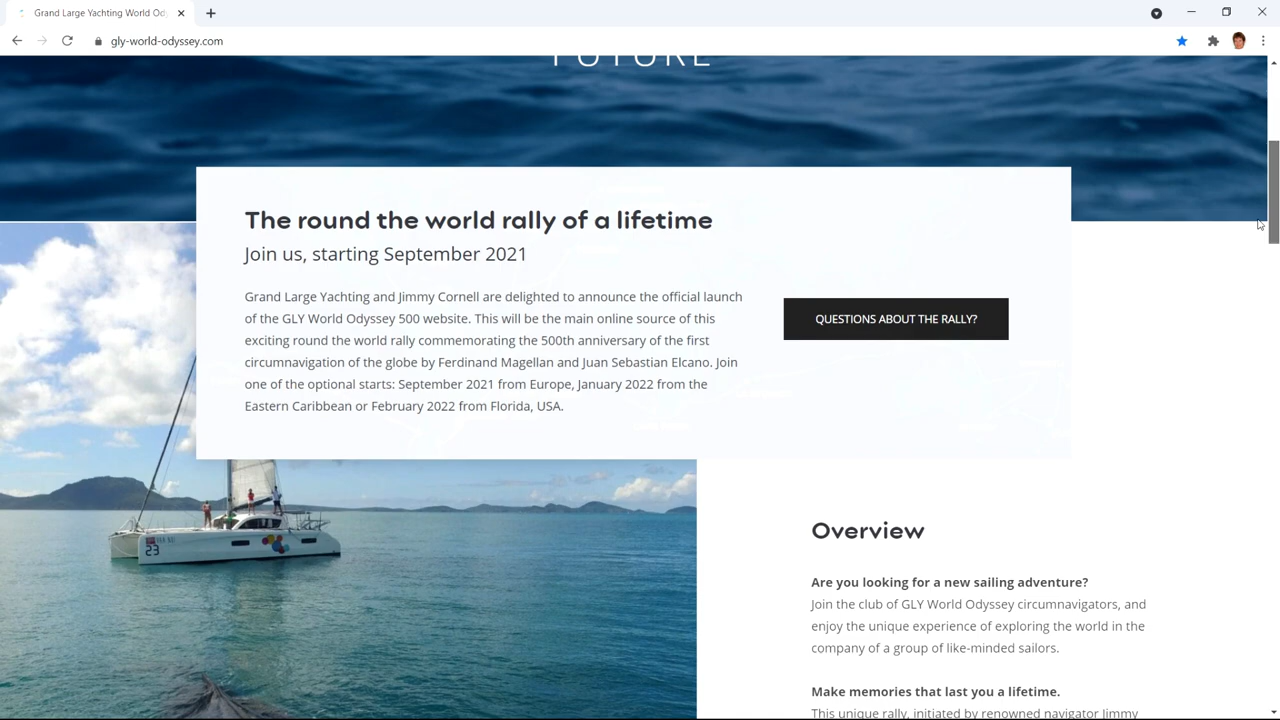 Grand Large Yachting World Od
gly-world-odyssey.com
FUTURE
The round the world rally of a lifetime
Join us, starting September 2021
Grand Large Yachting and Jimmy Cornell are delighted to announce the official launch
of the GLY World Odyssey 500 website. This will be the main online source of this
exciting round the world rally commemorating the 500th anniversary of the first
circumnavigation of the globe by Ferdinand Magellan and Juan Sebastian Elcano. Join
one of the optional starts: September 2021 from Europe, January 2022 from the
Eastern Caribbean or February 2022 from Florida, USA.
QUESTIONS ABOUT THE RALLY?
23
Overview
Are you looking for a new sailing adventure?
Join the club of GLY World Odyssey circumnavigators, and
enjoy the unique experience of exploring the world in the
company of a group of like-minded sailors.
Make memories that last you a lifetime.
This unique rally, initiated by renowned navigator Jimmy